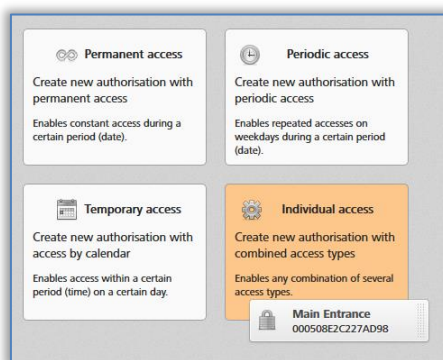 Permanent access
Create new authorisation with
permanent access
Enables constant access during a
certain period (date).
Periodic access
Create new authorisation with
periodic access
Enables repeated accesses on
weekdays during a certain period
(date).
Temporary access
Create new authorisation with
access by calendar
Enables access within a certain
period (time) on a certain day.
Individual access
Create new authorisation with
combined access types
Enables any combination of several
access types.
Main Entrance
000508E2C227AD98